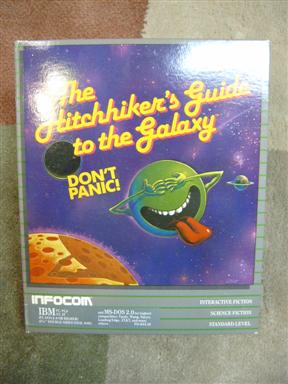 The
Hitchhiker's Guide
to the Galaxy
DON'T
PANIC!
INFOCOM
IBM
and MS-DOS 2.0
INTERACTIVE FICTION
SCIENCE FICTION
STANDARD LEVEL